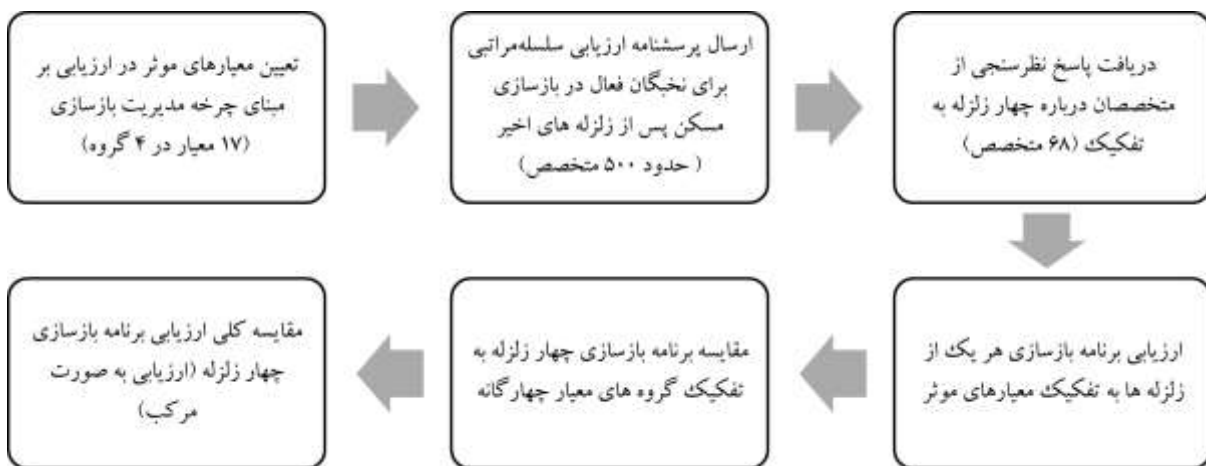 تعیین معیارهای موثر در ارزیابی بر
مبنای چرخه مدیریت بازسازی
(۱۷ معیار در ۴ گروه)
ارسال پرسشنامه ارزیابی سلسله‌مراتبی
برای نخبگان فعال در بازسازی
مسکن پس از زلزله های اخیر
( حدود ۵۰۰ متخصص)
دریافت پاسخ نظرسنجی از
متخصصان درباره چهار زلزله به
تفکیک (۶۸ متخصص)
ارزیابی برنامه بازسازی هر یک از
زلزله ها به تفکیک معیارهای موثر
مقایسه برنامه بازسازی چهار زلزله به
تفکیک گروه های معیار چهارگانه
مقایسه کلی ارزیابی برنامه بازسازی
چهار زلزله (ارزیابی به صورت
مرکب)